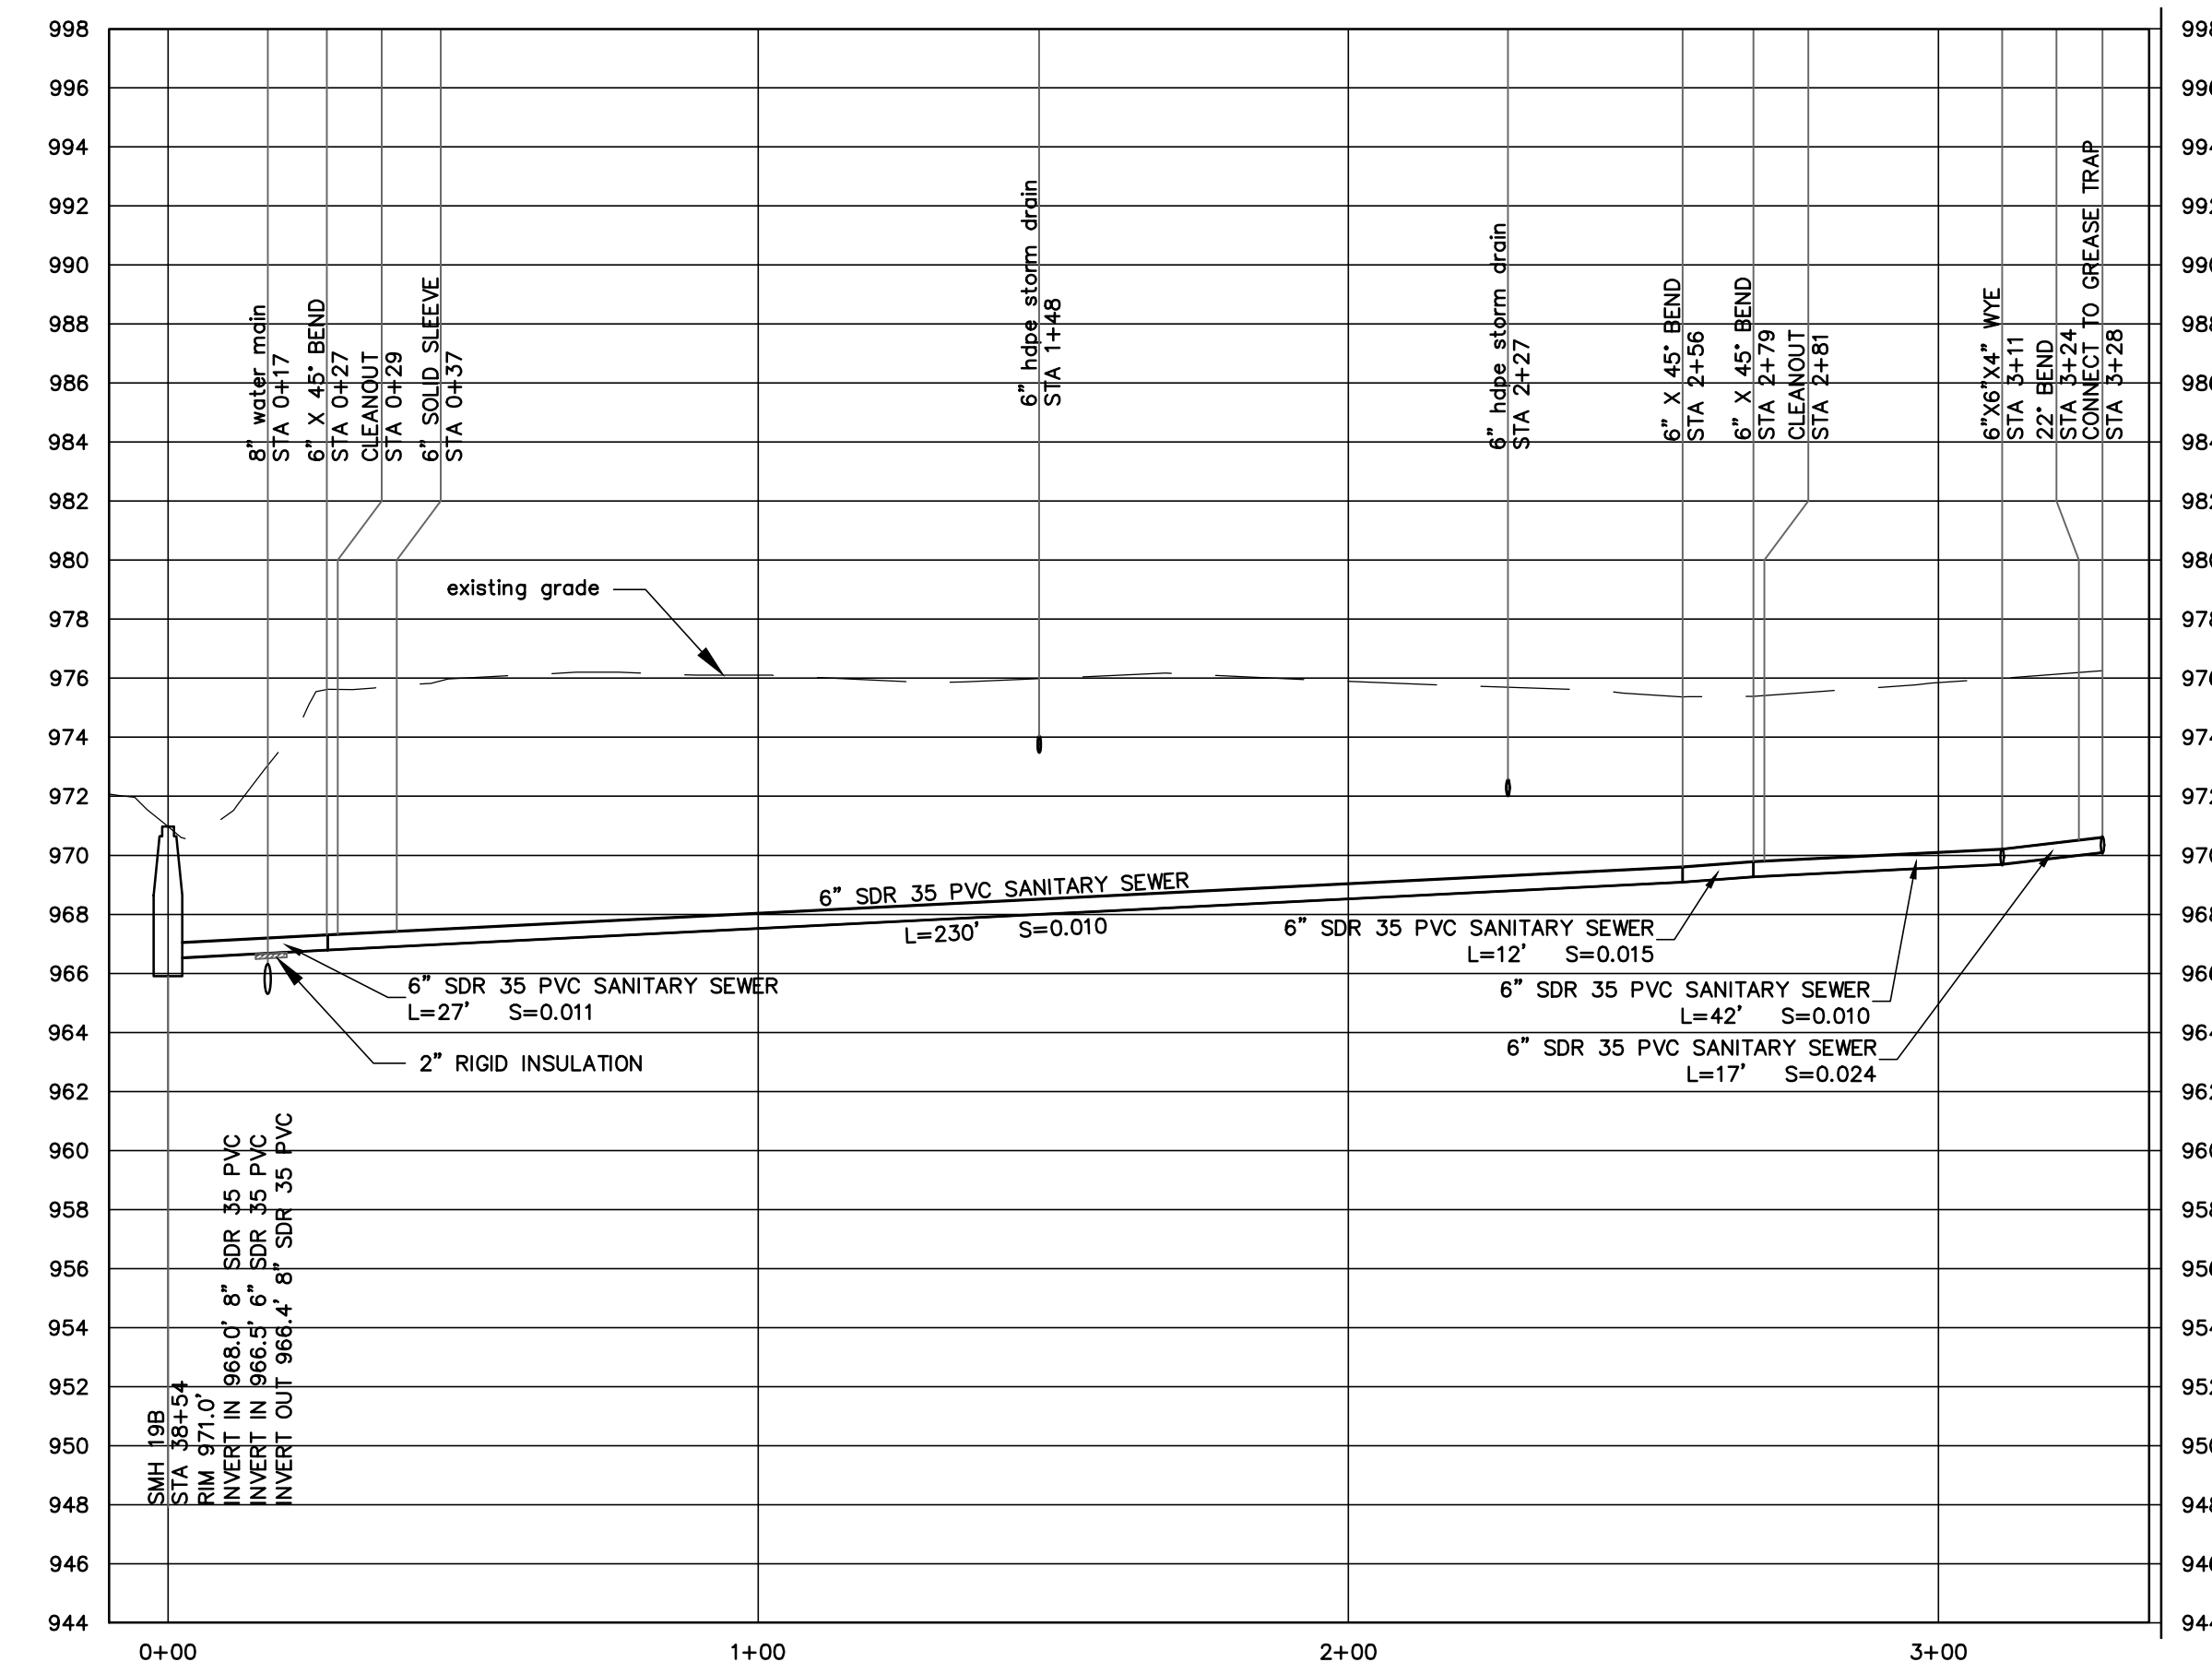 998
996
994
992
990
988
986
984
982
980
978
976
974
972
970
968
966
964
962
960
958
956
954
952
950
948
946
944
8” water main
STA 0+17
6” X 45° BEND
STA 0+27
CLEANOUT
STA 0+29
6” SOLID SLEEVE
STA 0+37
6” hdpe storm drain
STA 1+48
6” hdpe storm drain
STA 2+27
6” X 45° BEND
STA 2+56
6” X 45° BEND
STA 2+79
CLEANOUT
STA 2+81
6”X6”X4” WYE
STA 3+11
22° BEND
STA 3+24
CONNECT TO GREASE TRAP
STA 3+28
existing grade
6” SDR 35 PVC SANITARY SEWER
L=230’ S=0.010
6” SDR 35 PVC SANITARY SEWER
L=12’ S=0.015
6” SDR 35 PVC SANITARY SEWER
L=27’ S=0.011
6” SDR 35 PVC SANITARY SEWER
L=42’ S=0.010
6” SDR 35 PVC SANITARY SEWER
L=17’ S=0.024
2” RIGID INSULATION
SMH 19B
STA 38+54
RIM 971.0’
INVERT IN 968.0’ 8” SDR 35 PVC
INVERT IN 966.5’ 6” SDR 35 PVC
INVERT OUT 966.4’ 8” SDR 35 PVC
0+00
1+00
2+00
3+00